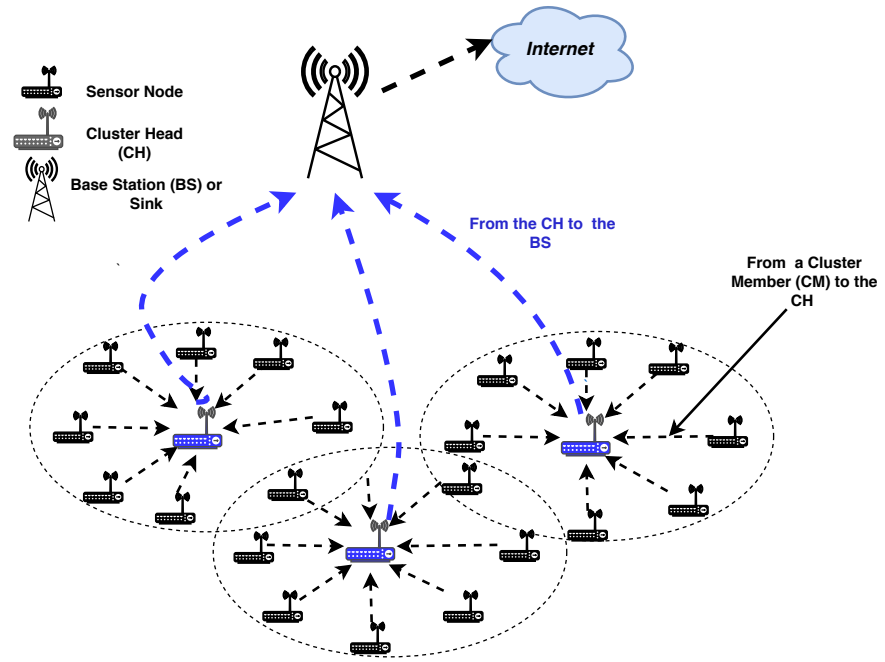 Internet
Sensor Node
Cluster Head
(CH)
Base Station (BS) or
Sink
From the CH to the
BS
From a Cluster
Member (CM) to the
CH